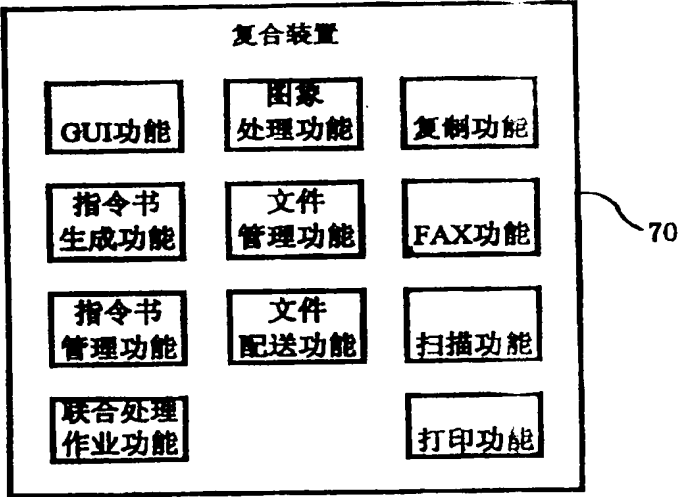 复合装置
GUI功能
图象
处理功能
复制功能
指令书
生成功能
文件
管理功能
FAX功能
指令书
管理功能
文件
配送功能
扫描功能
联合处理
作业功能
打印功能
70